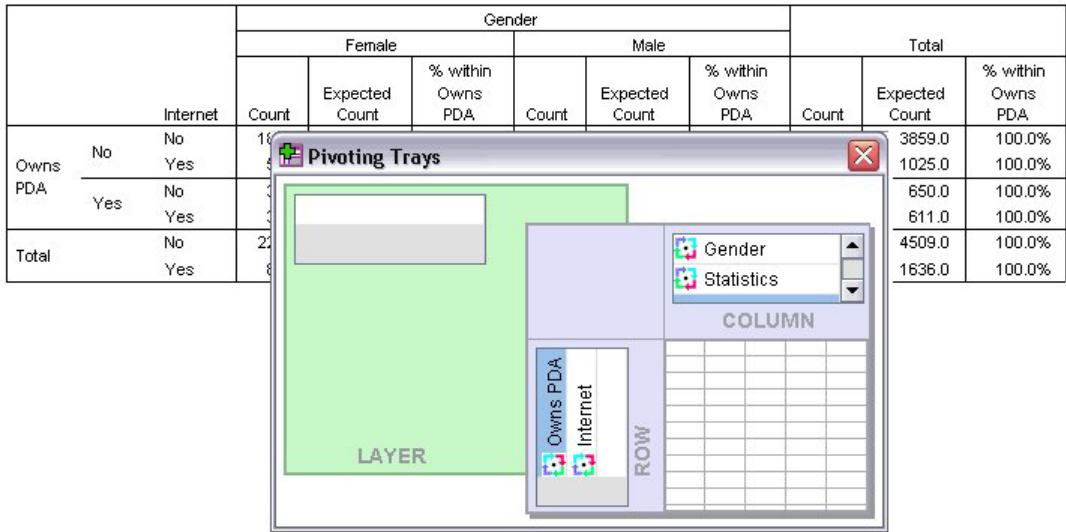 Gender
Female Male Total
Internet Count Expected Count % within Owns PDA Count Expected Count % within Owns PDA Count Expected Count % within Owns PDA
Owns PDA No No 3859.0 100.0%
Yes 1025.0 100.0%
Yes No 650.0 100.0%
Yes 611.0 100.0%
Total No 4509.0 100.0%
Yes 1636.0 100.0%
Pivoting Trays
Gender
Statistics
COLUMN
Owns PDA
Internet
ROW
LAYER